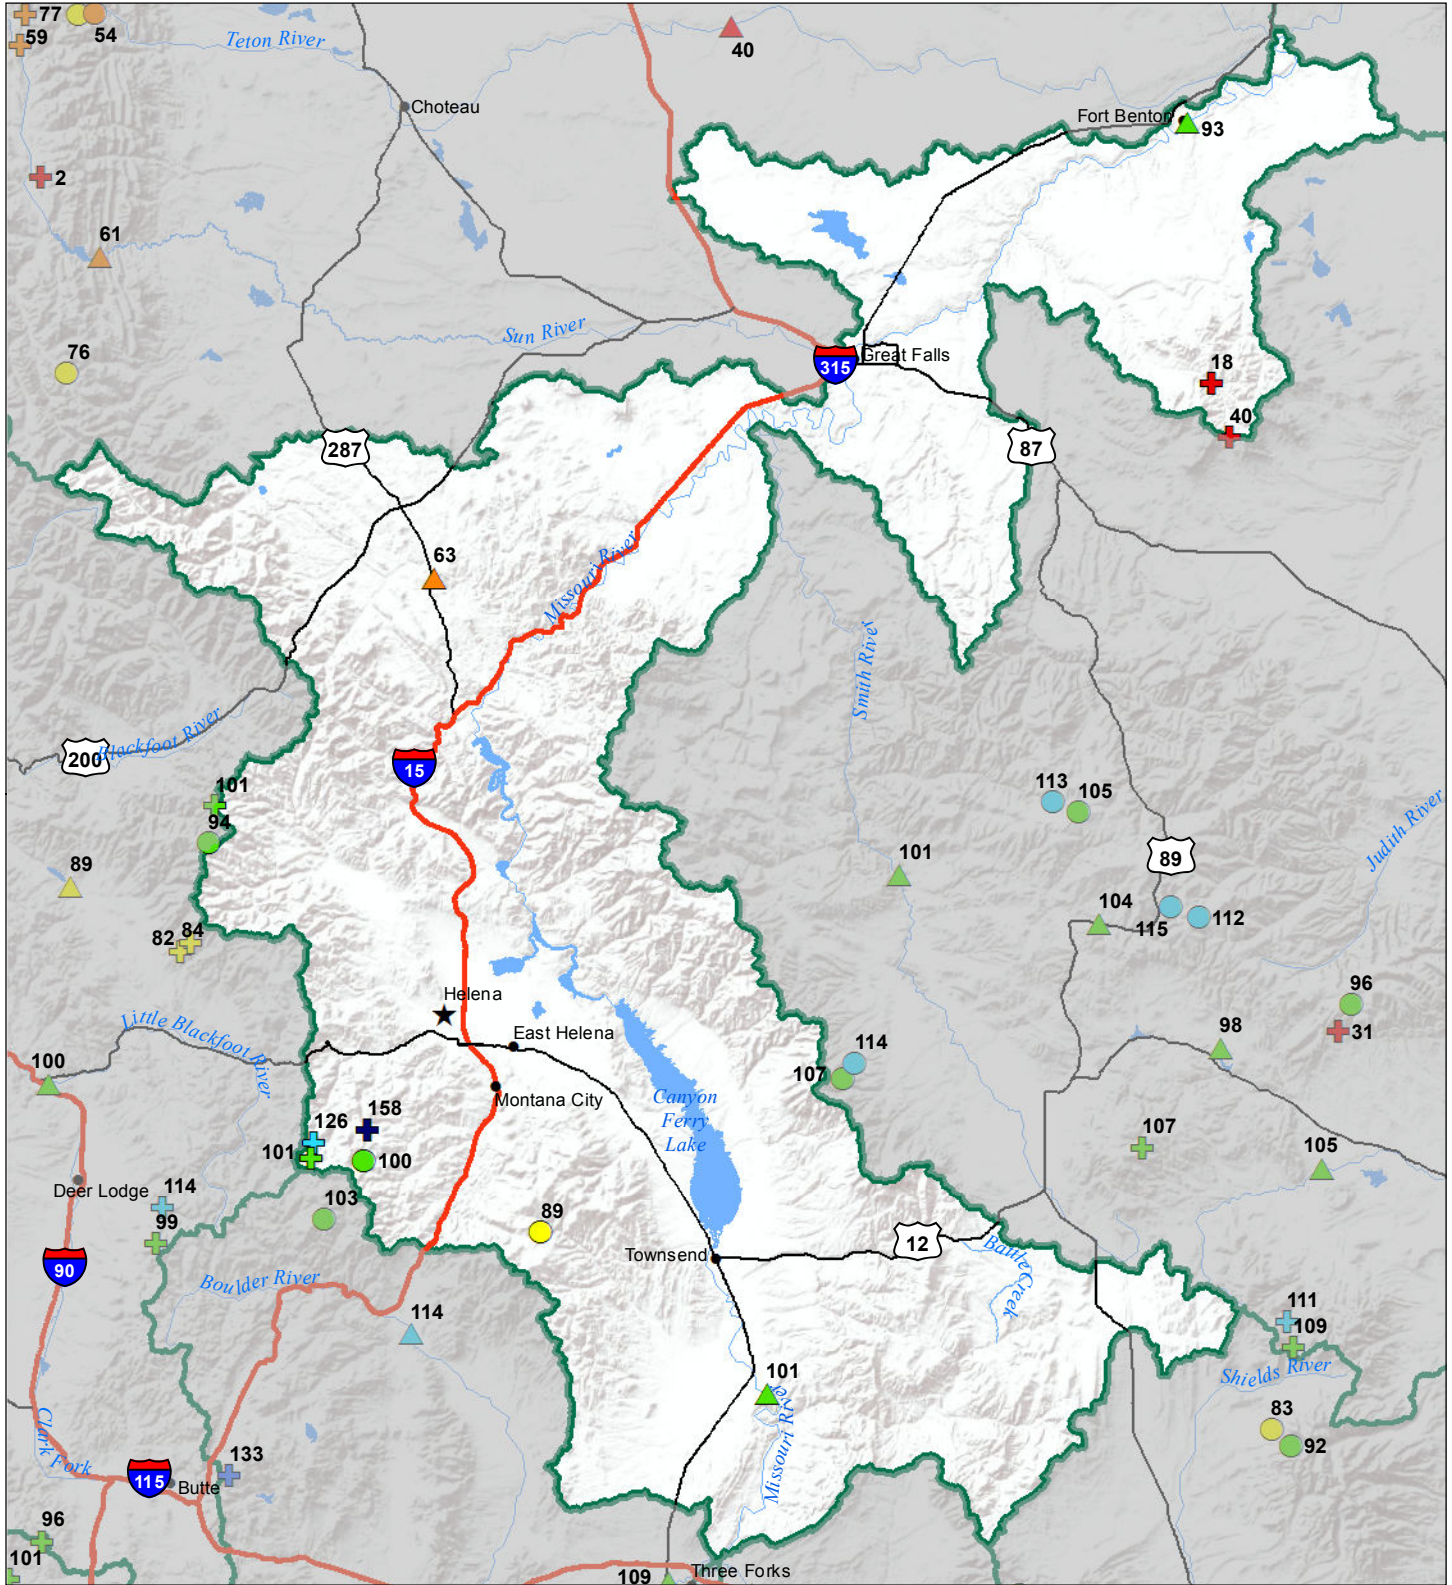 77
54
59
Teton River
40
Choteau
Fort Benton
93
2
61
Sun River
76
315
Great Falls
18
40
287
87
63
Missouri River
Smith River
200
Blackfoot River
15
101
94
113
105
Judith River
89
101
89
104
115
112
82
84
Helena
96
31
Little Blackfoot River
East Helena
98
100
114
107
Montana City
Canyon
Ferry
Lake
126
158
101
100
107
105
Deer Lodge
114
103
99
89
Townsend
12
Battle Creek
90
Boulder River
114
111
109
Shields River
101
Missouri River
83
92
Clark Fork
133
115
Butte
96
101
109
Three Forks